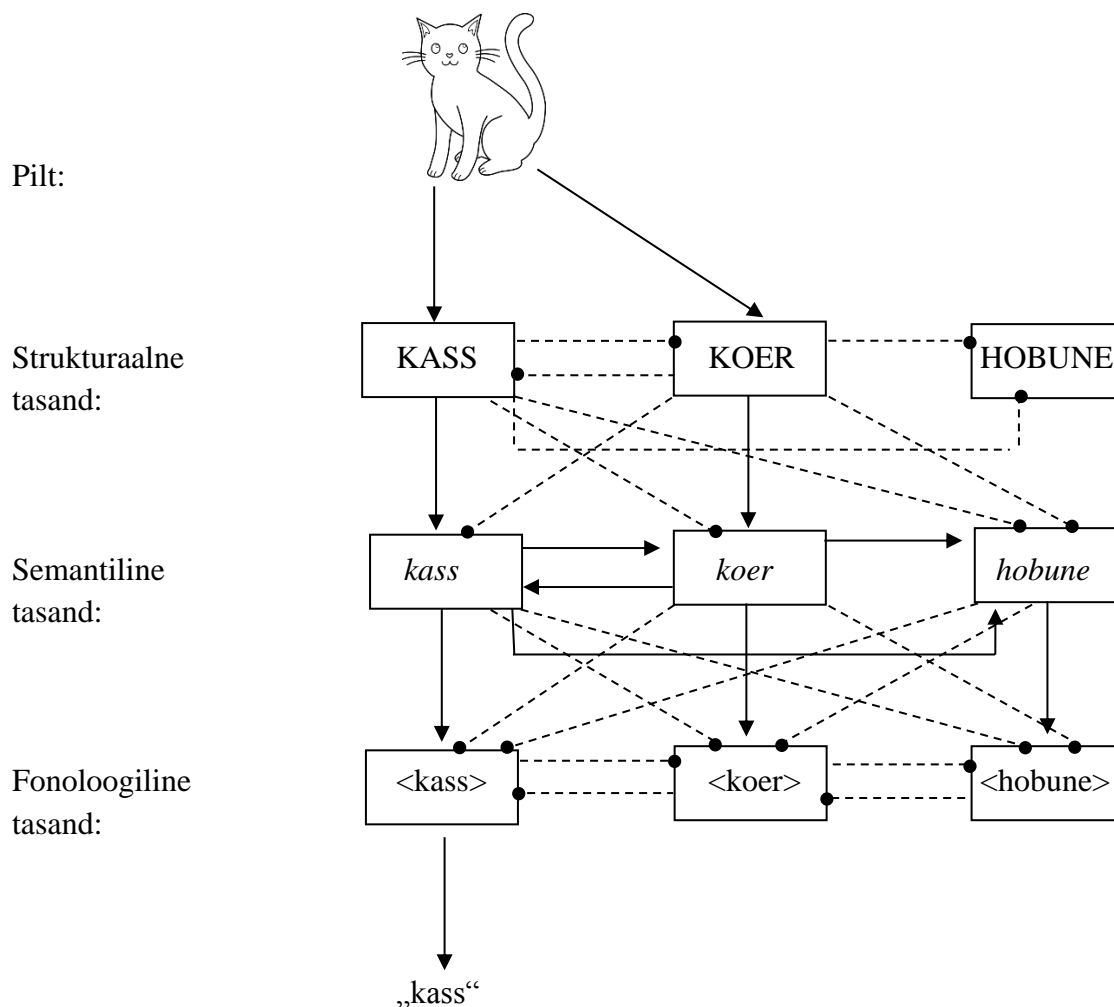 Pilt:
Strukturaalne
tasand:
KASS
KOER
HOBUNE
Semantiline
tasand:
kass
koer
hobune
Fonoloogiline
tasand:
<kass>
<koer>
<hobune>
„kass“